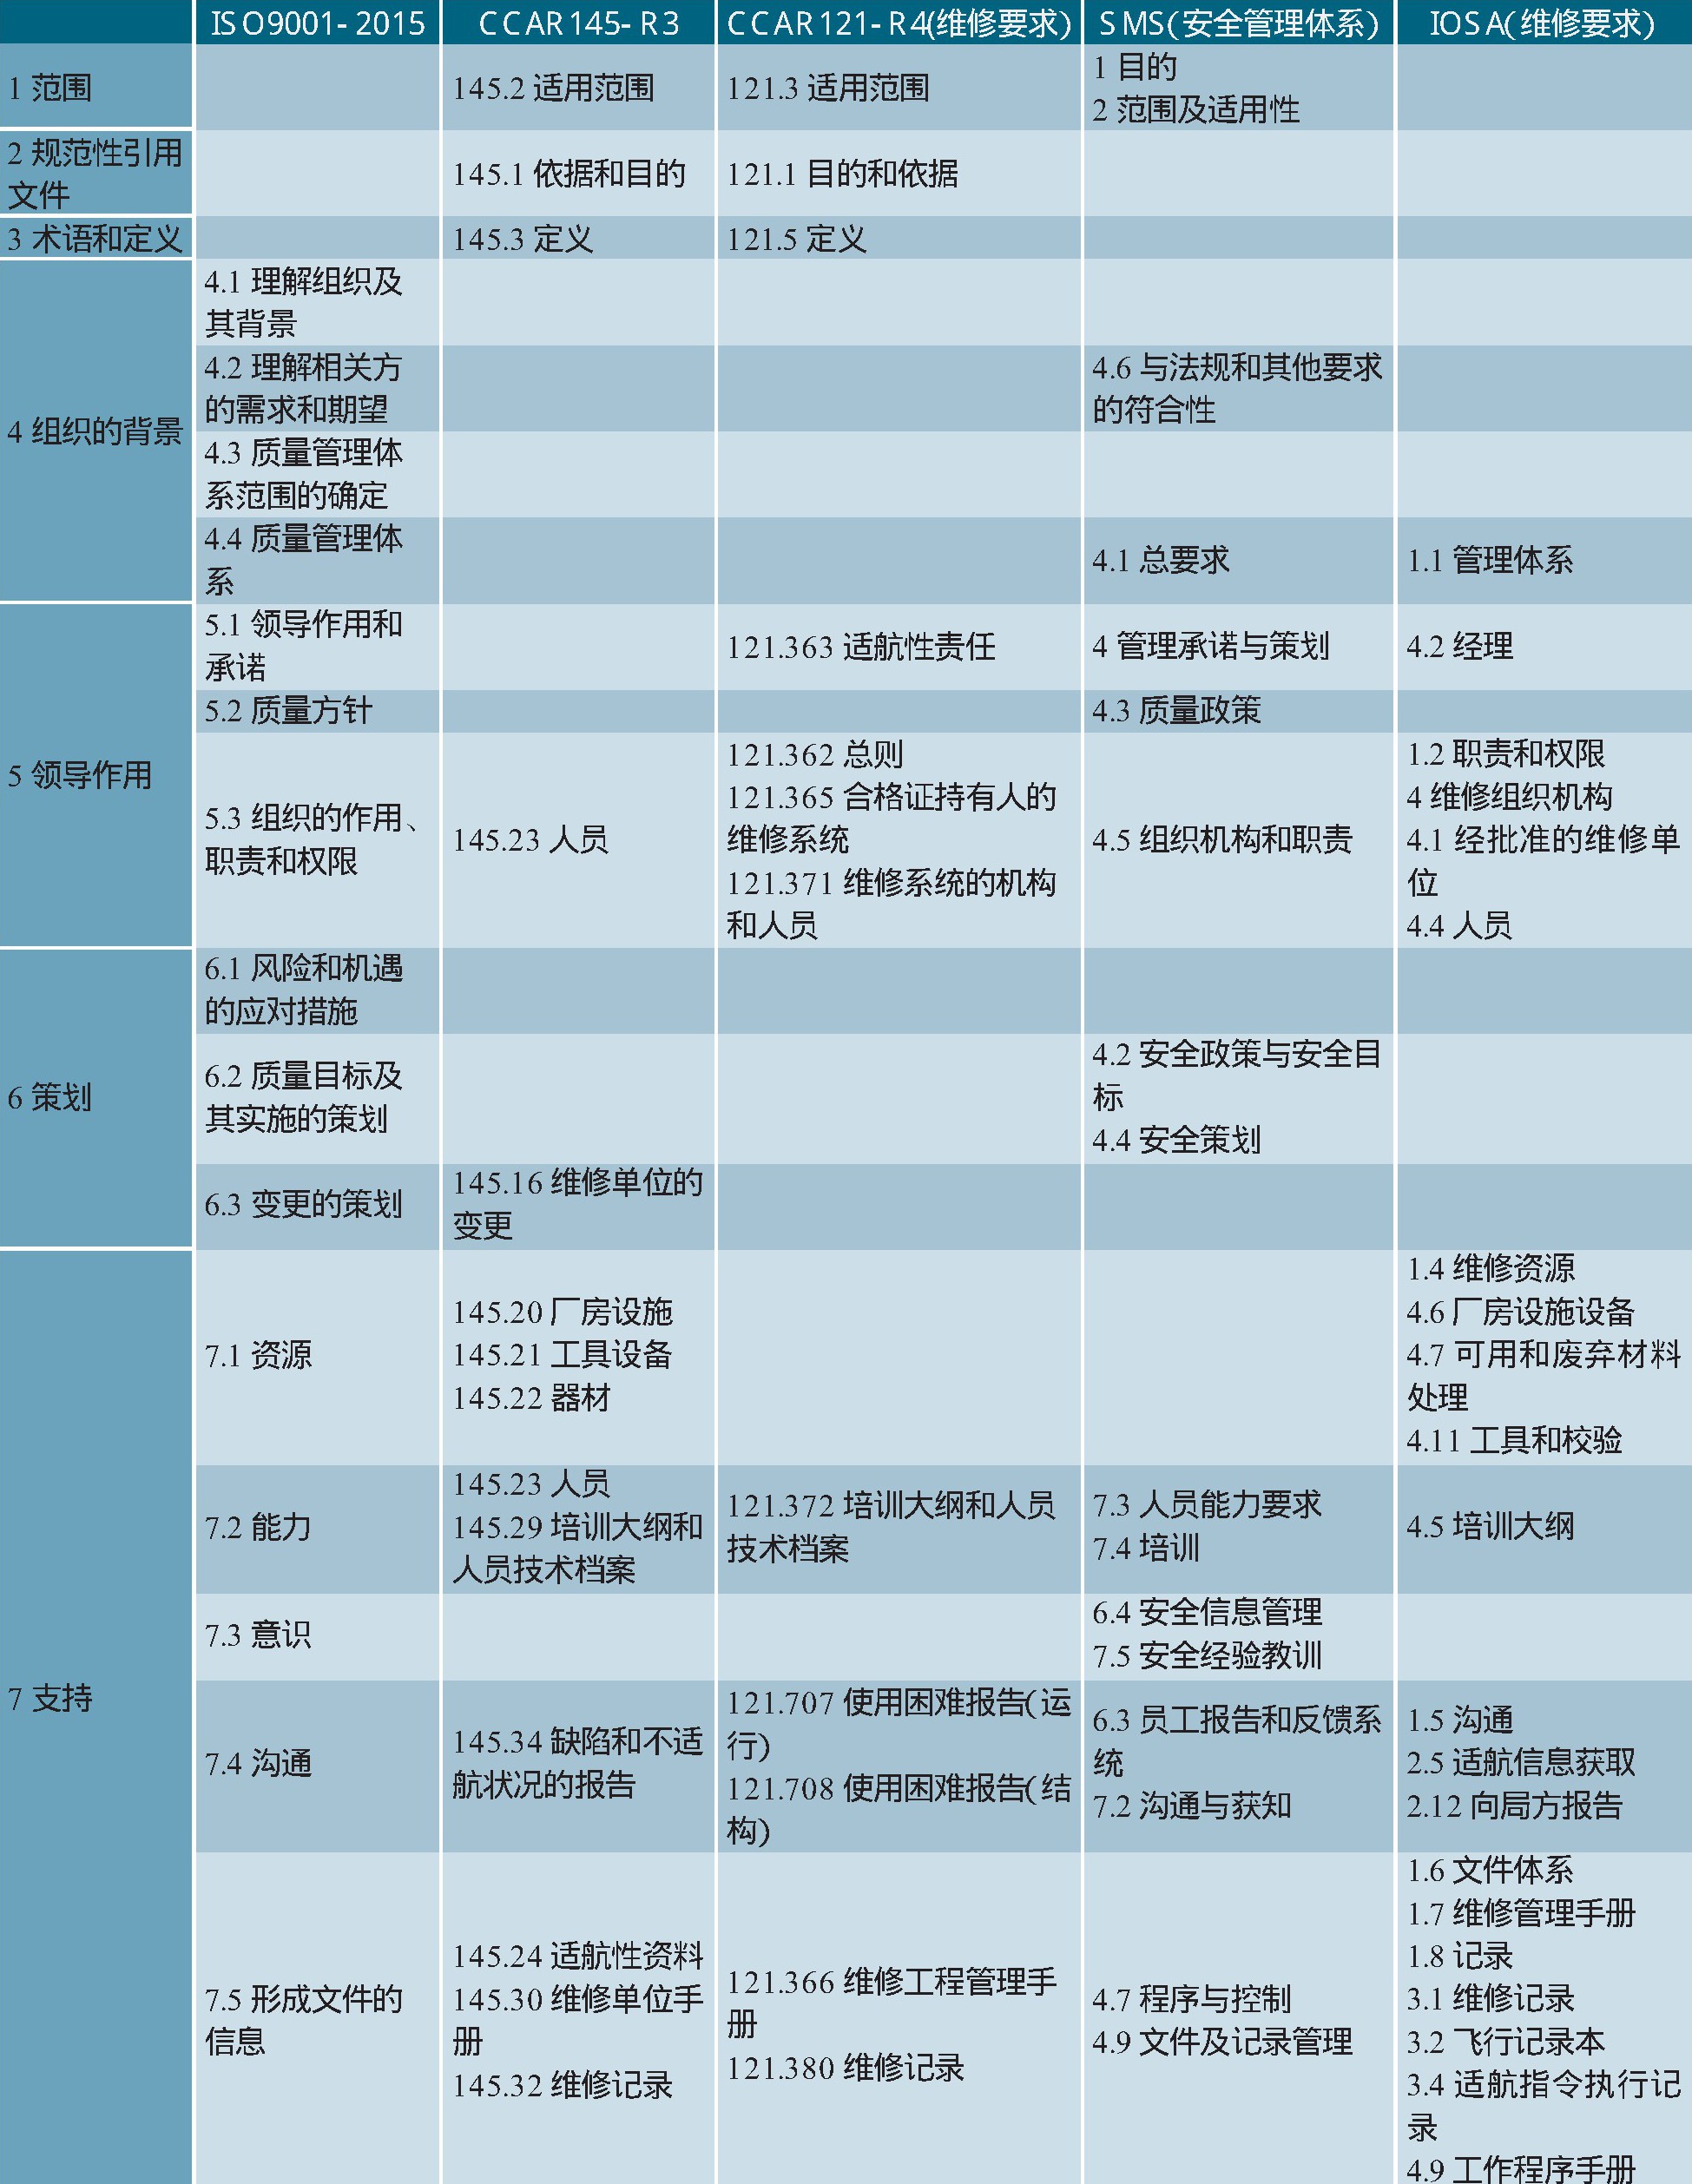 ISO9001-2015 CCAR145-R3 CCAR121-R4(维修要求) SMS(安全管理体系) IOSA(维修要求)
1 范围
145.2 适用范围
121.3 适用范围
1 目的
2 范围及适用性
2 规范性引用
文件
145.1 依据和目的
121.1 目的和依据
3 术语和定义
145.3 定义
121.5 定义
4 组织的背景
4.1 理解组织及
其背景
4.2 理解相关方
的需求和期望
4.6 与法规和其他要求
的符合性
4.3 质量管理体
系范围的确定
4.4 质量管理体
系
4.1 总要求
1.1 管理体系
5 领导作用
5.1 领导作用和
承诺
121.363 适航性责任
4 管理承诺与策划
4.2 经理
5.2 质量方针
4.3 质量政策
5.3 组织的作用、
职责和权限
145.23 人员
121.362 总则
121.365 合格证持有人的
维修系统
121.371 维修系统的机构
和人员
4.5 组织机构和职责
1.2 职责和权限
4 维修组织机构
4.1 经批准的维修单
位
4.4 人员
6 策划
6.1 风险和机遇
的应对措施
6.2 质量目标及
其实施的策划
4.2 安全政策与安全目
标
4.4 安全策划
6.3 变更的策划
145.16 维修单位的
变更
7 支持
7.1 资源
145.20 厂房设施
145.21 工具设备
145.22 器材
1.4 维修资源
4.6 厂房设施设备
4.7 可用和废弃材料
处理
4.11 工具和校验
7.2 能力
145.23 人员
145.29 培训大纲和
人员技术档案
121.372 培训大纲和人员
技术档案
7.3 人员能力要求
7.4 培训
4.5 培训大纲
7.3 意识
6.4 安全信息管理
7.5 安全经验教训
7.4 沟通
145.34 缺陷和不适
航状况的报告
121.707 使用困难报告(运
行)
121.708 使用困难报告(结
构)
6.3 员工报告和反馈系
统
7.2 沟通与获知
1.5 沟通
2.5 适航信息获取
2.12 向局方报告
7.5 形成文件的
信息
145.24 适航性资料
145.30 维修单位手
册
145.32 维修记录
121.366 维修工程管理手
册
121.380 维修记录
4.7 程序与控制
4.9 文件及记录管理
1.6 文件体系
1.7 维修管理手册
1.8 记录
3.1 维修记录
3.2 飞行记录本
3.4 适航指令执行记
录
4.9 工作程序手册